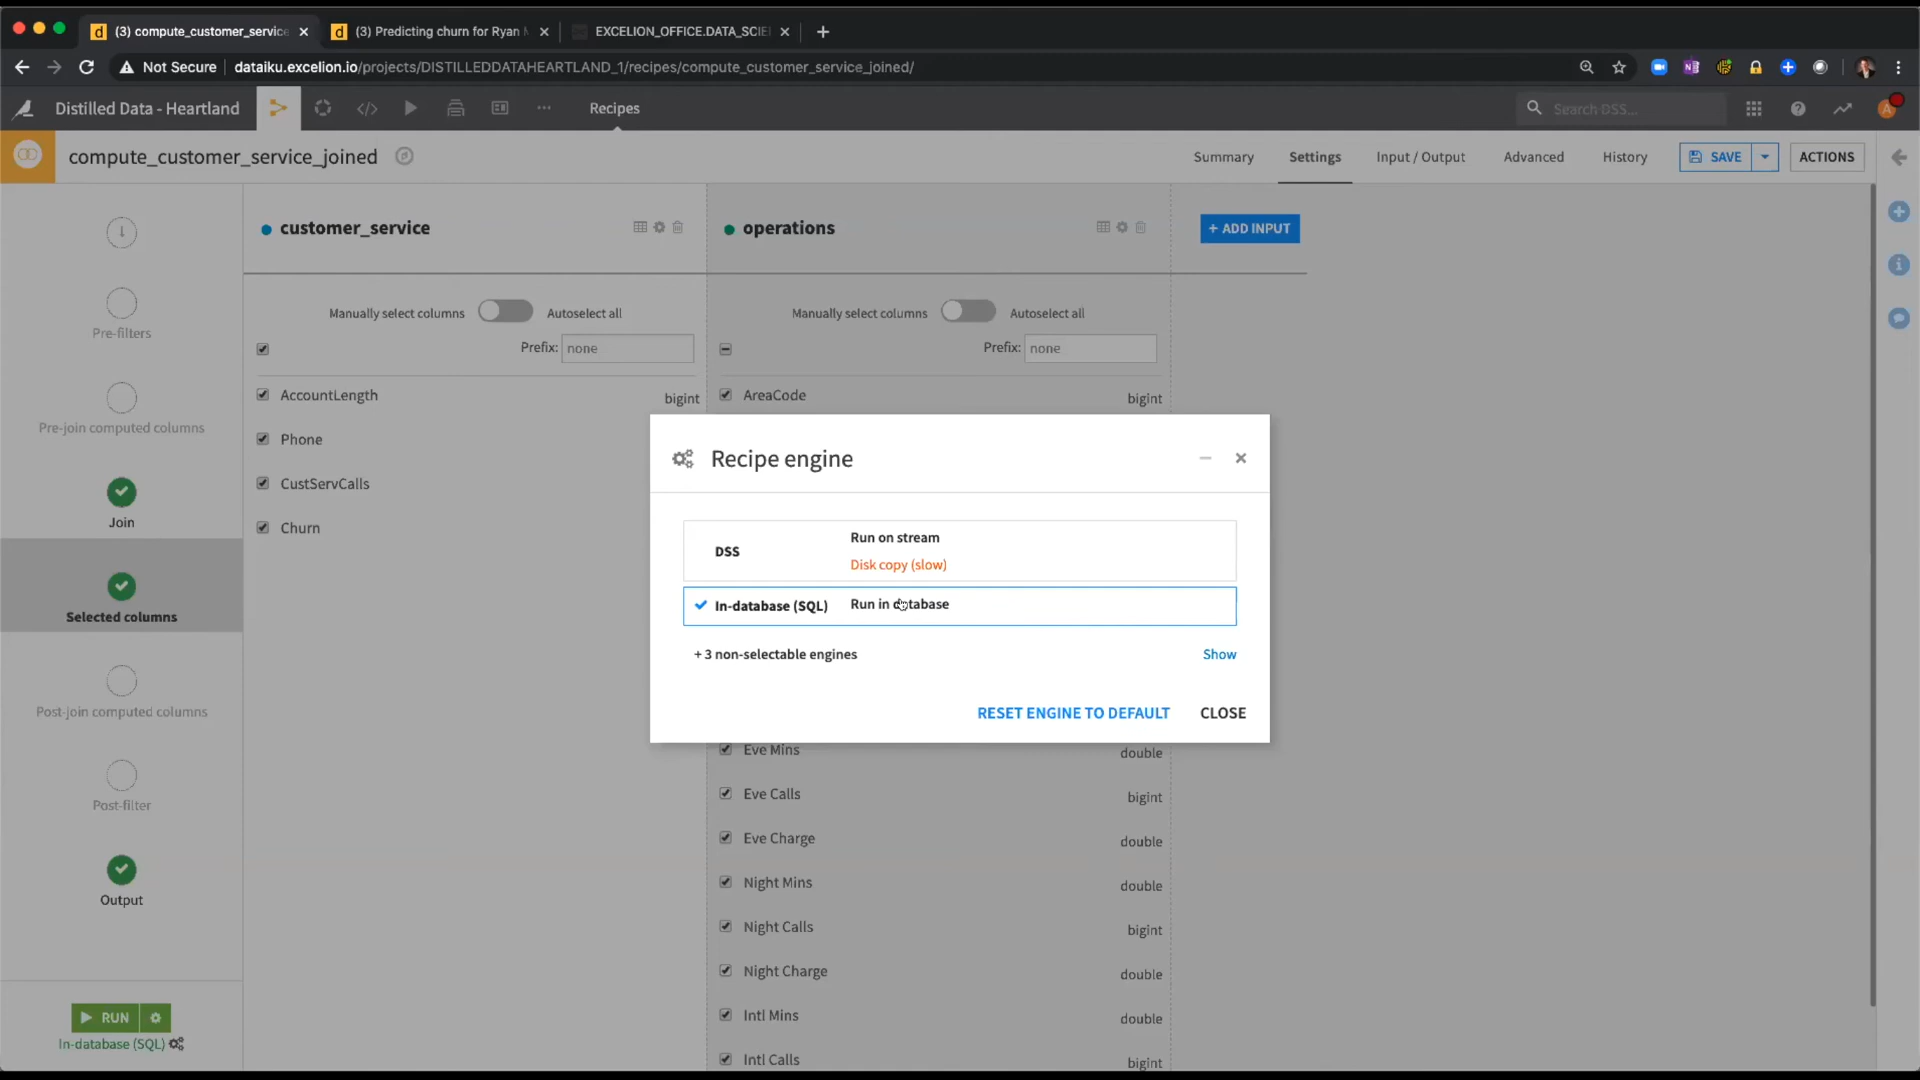 (3) compute_customer_service
(3) Predicting churn for Ryan
EXCELION_OFFICE.DATA_SCIE
Not Secure
dataiku.excelion.io/projects/DISTILLEDDATAHEARTLAND_1/recipes/compute_customer_service_joined/
Distilled Data - Heartland
Recipes
Search DSS...
compute_customer_service_joined
Summary
Settings
Input / Output
Advanced
History
SAVE
ACTIONS
customer_service
operations
+ ADD INPUT
Pre-filters
Pre-join computed columns
Join
Selected columns
Post-join computed columns
Post-filter
Output
Manually select columns
Autoselect all
Manually select columns
Autoselect all
Prefix: none
Prefix: none
AccountLength
bigint
AreaCode
bigint
Phone
CustServCalls
Churn
Recipe engine
DSS
Run on stream
Disk copy (slow)
In-database (SQL)
Run in database
+ 3 non-selectable engines
Show
RESET ENGINE TO DEFAULT
CLOSE
Eve Mins
double
Eve Calls
bigint
Eve Charge
double
Night Mins
double
Night Calls
bigint
Night Charge
double
Intl Mins
double
Intl Calls
bigint
RUN
In-database (SQL)